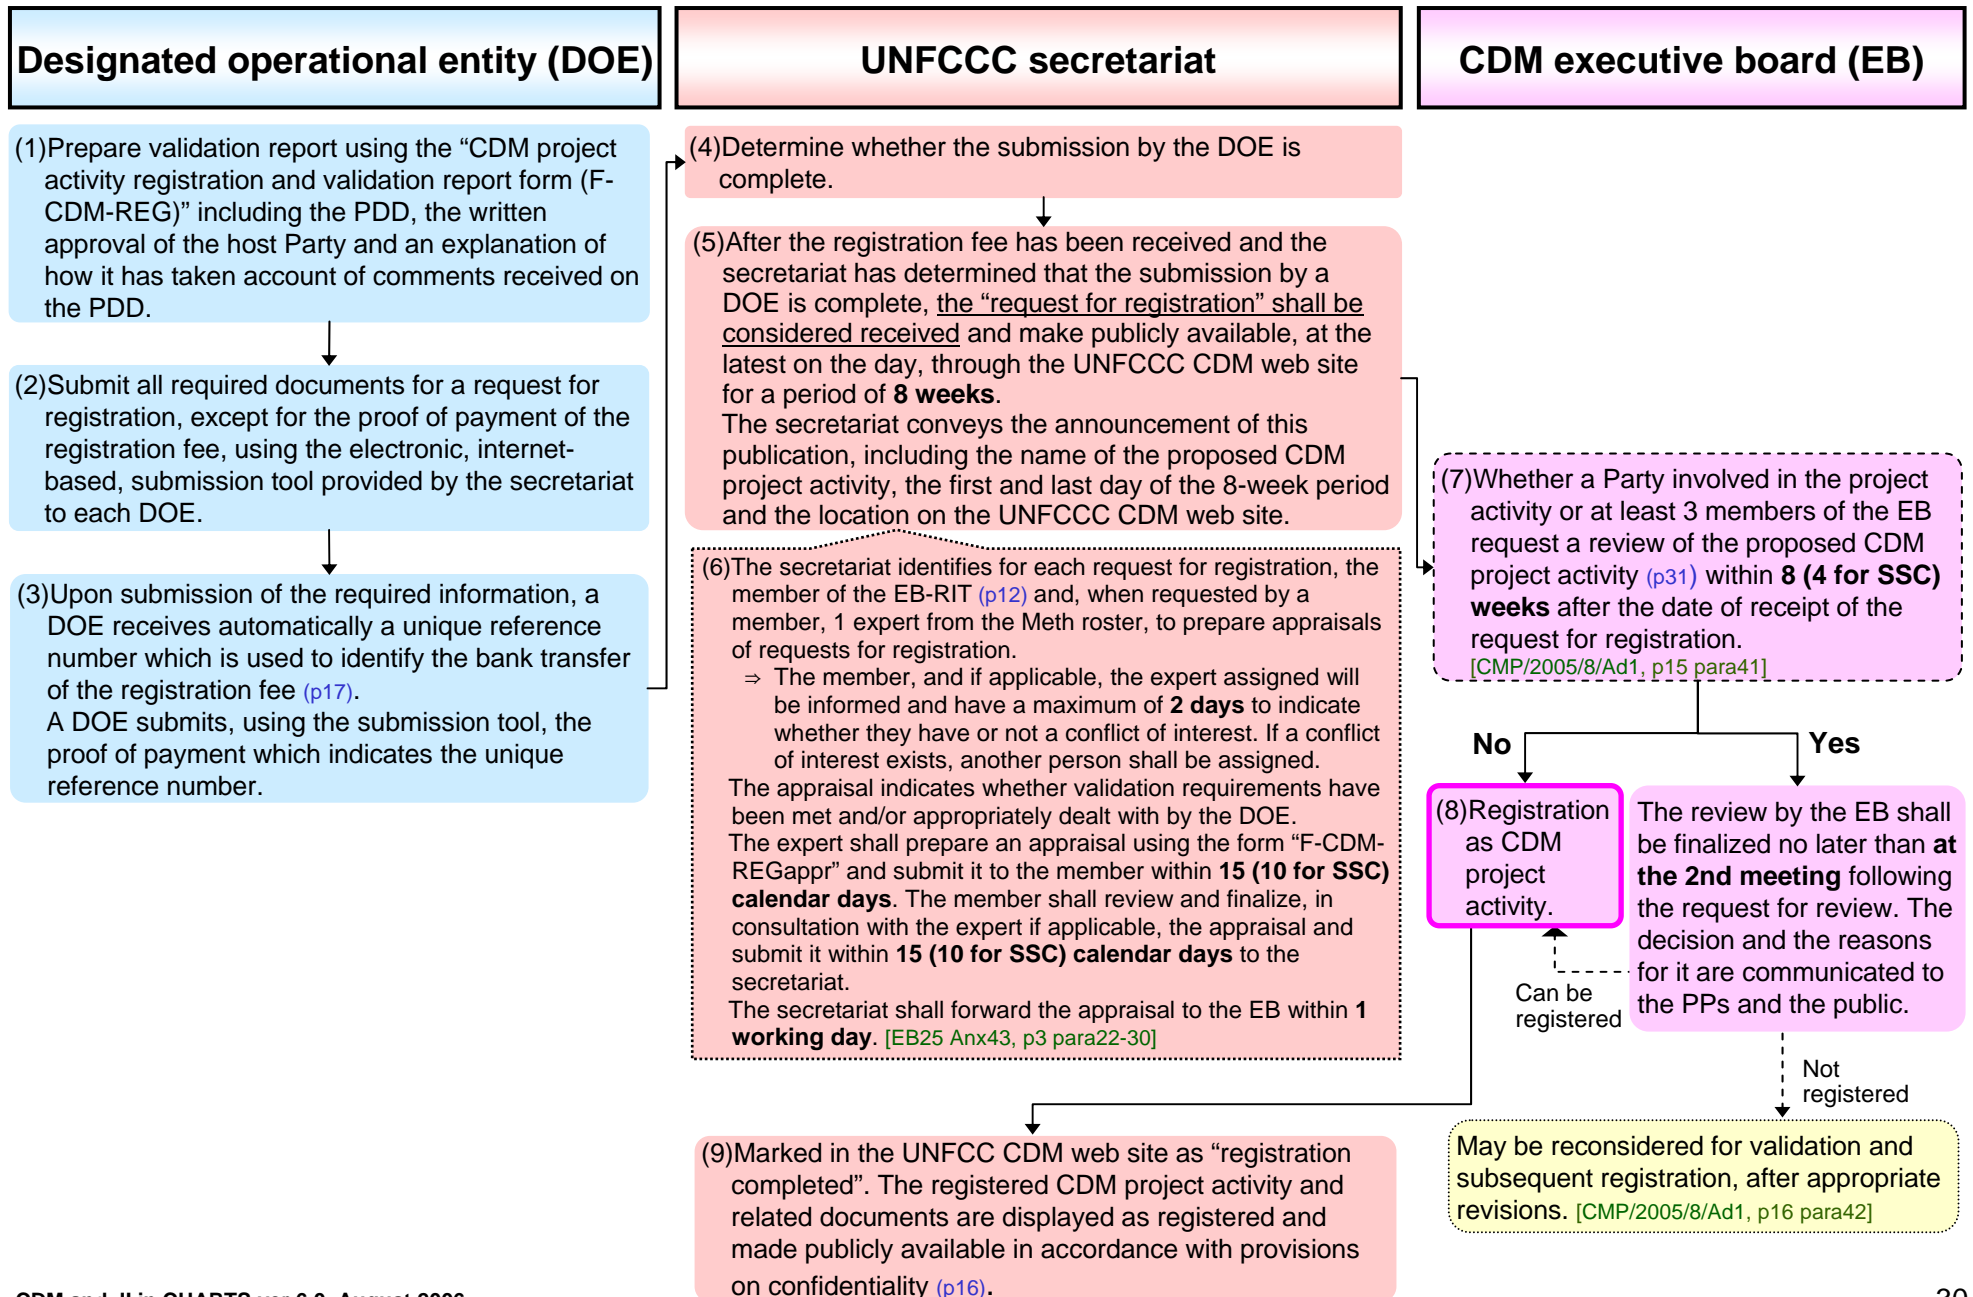 Designated operational entity (DOE)
UNFCCC secretariat
CDM executive board (EB)
(1)Prepare validation report using the “CDM project
activity registration and validation report form (F-
CDM-REG)” including the PDD, the written
approval of the host Party and an explanation of
how it has taken account of comments received on
the PDD.
(2)Submit all required documents for a request for
registration, except for the proof of payment of the
registration fee, using the electronic, internet-
based, submission tool provided by the secretariat
to each DOE.
(3)Upon submission of the required information, a
DOE receives automatically a unique reference
number which is used to identify the bank transfer
of the registration fee (p17).
A DOE submits, using the submission tool, the
proof of payment which indicates the unique
reference number.
(4)Determine whether the submission by the DOE is
complete.
(5)After the registration fee has been received and the
secretariat has determined that the submission by a
DOE is complete, the “request for registration” shall be
considered received and make publicly available, at the
latest on the day, through the UNFCCC CDM web site
for a period of 8 weeks.
The secretariat conveys the announcement of this
publication, including the name of the proposed CDM
project activity, the first and last day of the 8-week period
and the location on the UNFCCC CDM web site.
(6)The secretariat identifies for each request for registration, the
member of the EB-RIT (p12) and, when requested by a
member, 1 expert from the Meth roster, to prepare appraisals
of requests for registration.
⇒ The member, and if applicable, the expert assigned will
be informed and have a maximum of 2 days to indicate
whether they have or not a conflict of interest. If a conflict
of interest exists, another person shall be assigned.
The appraisal indicates whether validation requirements have
been met and/or appropriately dealt with by the DOE.
The expert shall prepare an appraisal using the form “F-CDM-
REGappr” and submit it to the member within 15 (10 for SSC)
calendar days. The member shall review and finalize, in
consultation with the expert if applicable, the appraisal and
submit it within 15 (10 for SSC) calendar days to the
secretariat.
The secretariat shall forward the appraisal to the EB within 1
working day. [EB25 Anx43, p3 para22-30]
(7)Whether a Party involved in the project
activity or at least 3 members of the EB
request a review of the proposed CDM
project activity (p31) within 8 (4 for SSC)
weeks after the date of receipt of the
request for registration.
[CMP/2005/8/Ad1, p15 para41]
No
Yes
(8)Registration
as CDM
project
activity.
The review by the EB shall
be finalized no later than at
the 2nd meeting following
the request for review. The
decision and the reasons
for it are communicated to
the PPs and the public.
Can be
registered
Not
registered
May be reconsidered for validation and
subsequent registration, after appropriate
revisions. [CMP/2005/8/Ad1, p16 para42]
(9)Marked in the UNFCC CDM web site as “registration
completed”. The registered CDM project activity and
related documents are displayed as registered and
made publicly available in accordance with provisions
on confidentiality (p16).